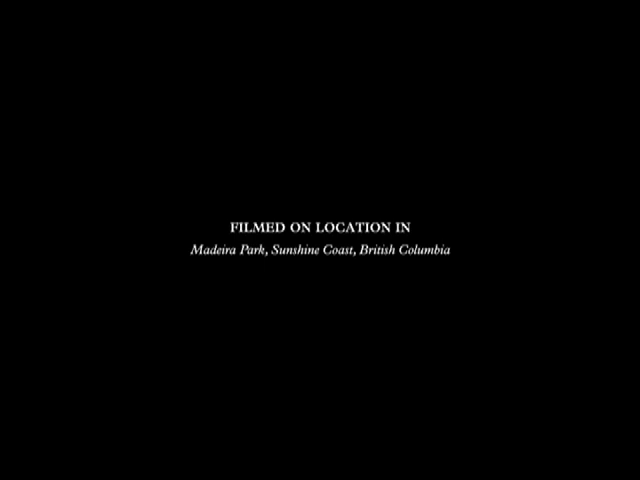 FILMED ON LOCATION IN
Madeira Park, Sunshine Coast, British Columbia